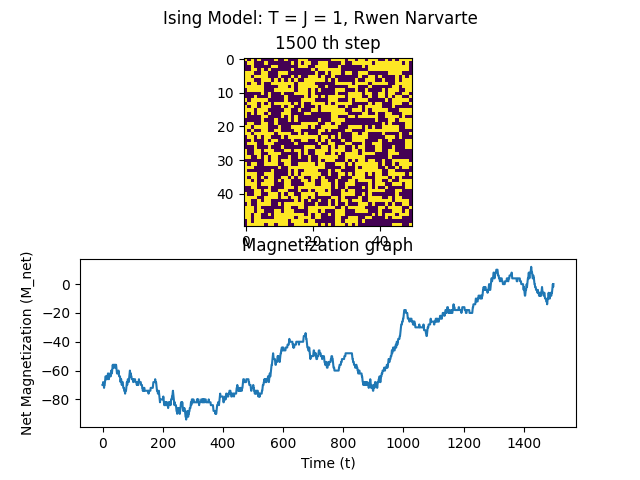 Ising Model: T = J = 1, Rwen Narvarte
1500 th step
0
10
20
30
40
0 20 40
Magnetization graph
Net Magnetization (M_net)
0
−20
−40
−60
−80
0 200 400 600 800 1000 1200 1400
Time (t)